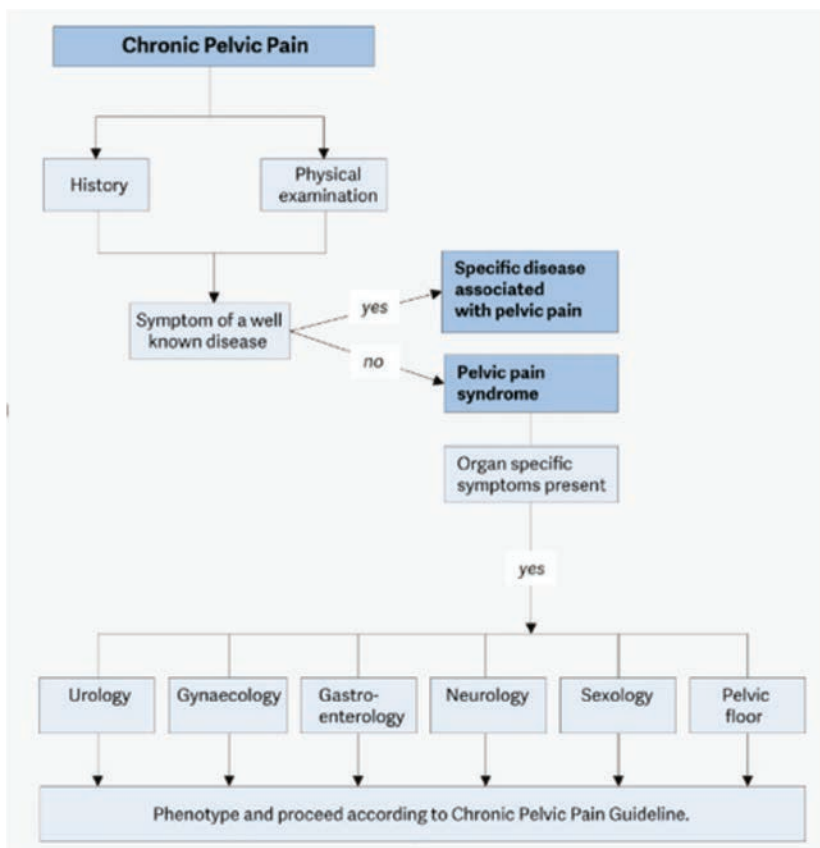 Chronic Pelvic Pain
History
Physical
examination
Symptom of a well
known disease
yes
Specific disease
associated
with pelvic pain
no
Pelvic pain
syndrome
Organ specific
symptoms present
yes
Urology
Gynaecology
Gastro-
enterology
Neurology
Sexology
Pelvic
floor
Phenotype and proceed according to Chronic Pelvic Pain Guideline.